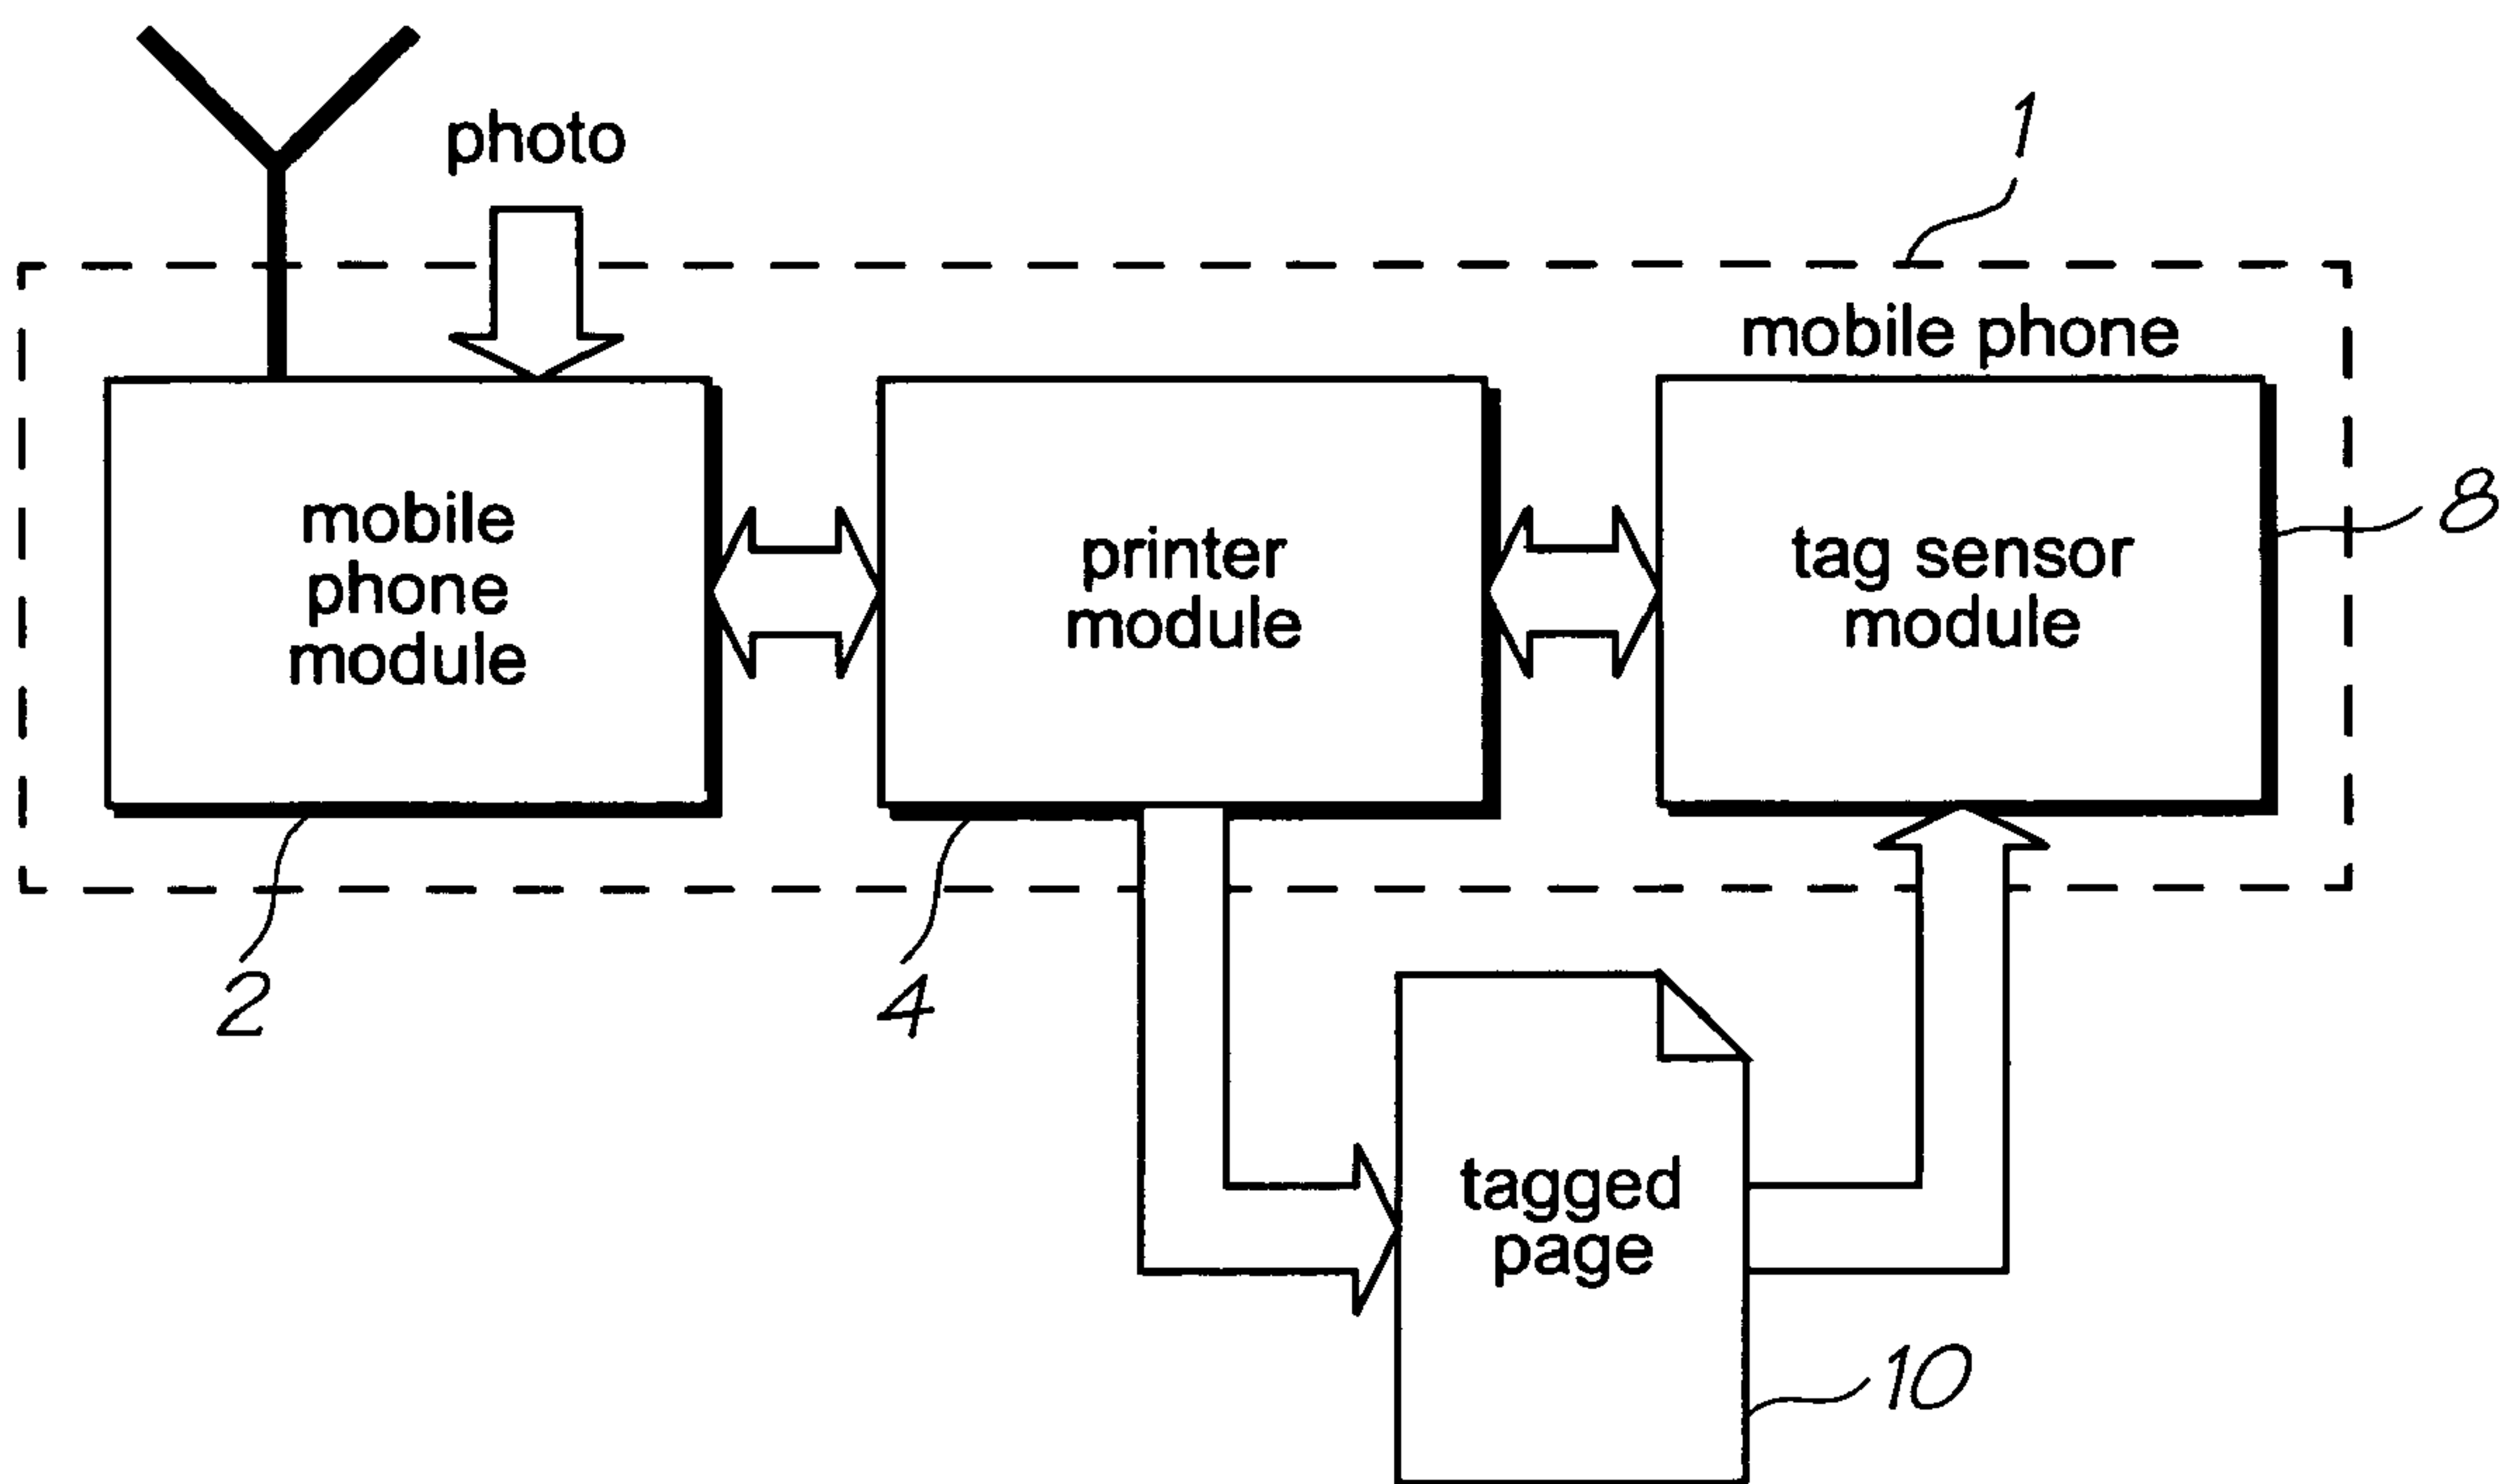 photo
1
mobile phone
mobile
phone
module
printer
module
tag sensor
module
8
2
4
tagged
page
10